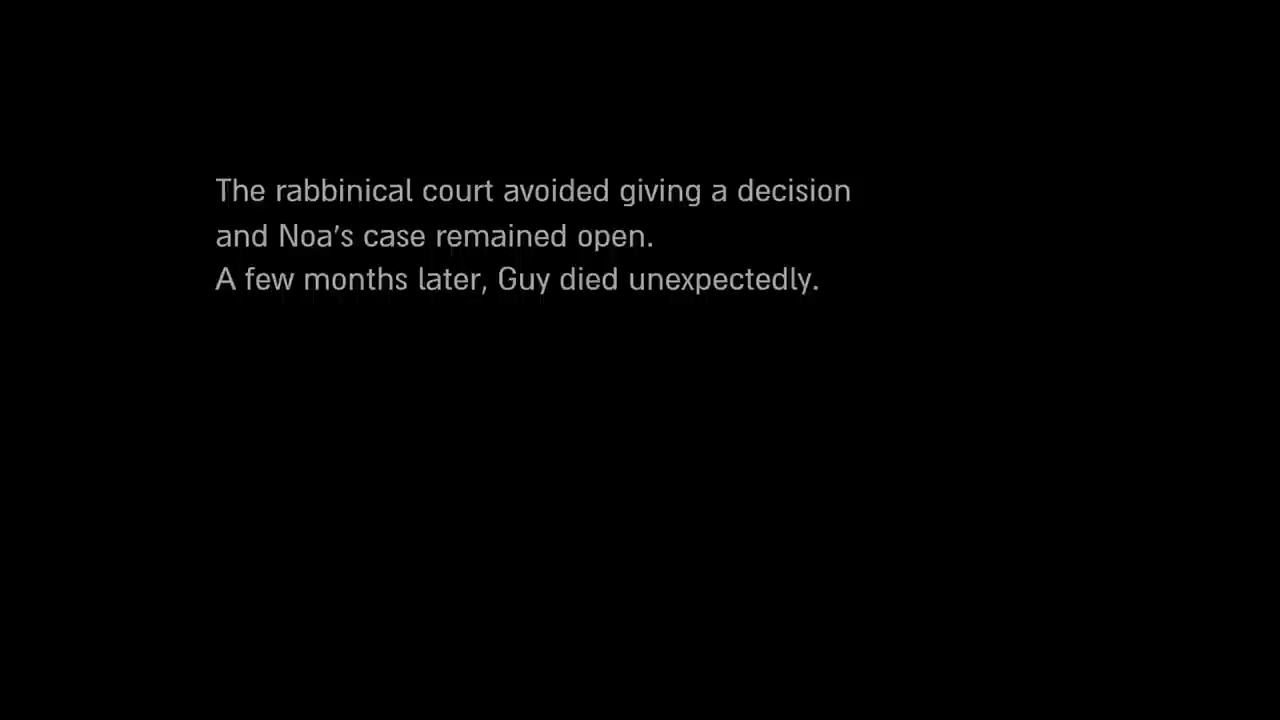 The rabbinical court avoided giving a decision
and Noa's case remained open.
A few months later, Guy died unexpectedly.